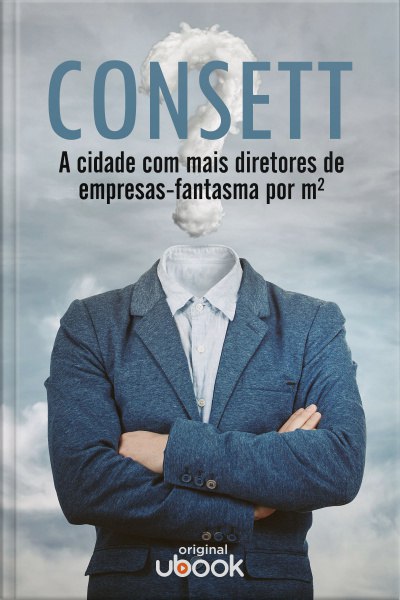 CONSETT
A cidade com mais diretores de
empresas-fantasma por m²
original
ubook